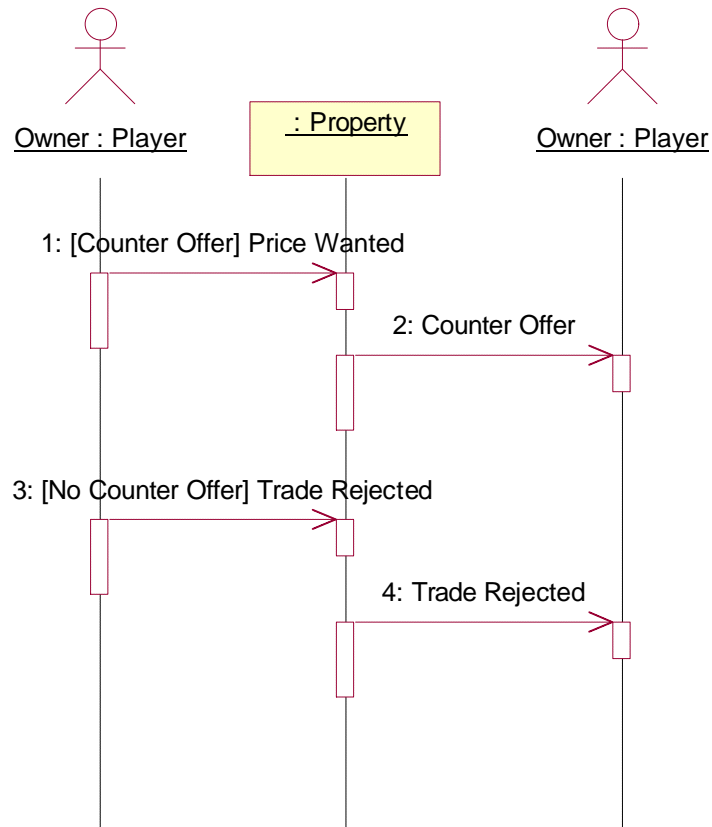 Owner : Player
: Property
Owner : Player
1: [Counter Offer] Price Wanted
2: Counter Offer
3: [No Counter Offer] Trade Rejected
4: Trade Rejected